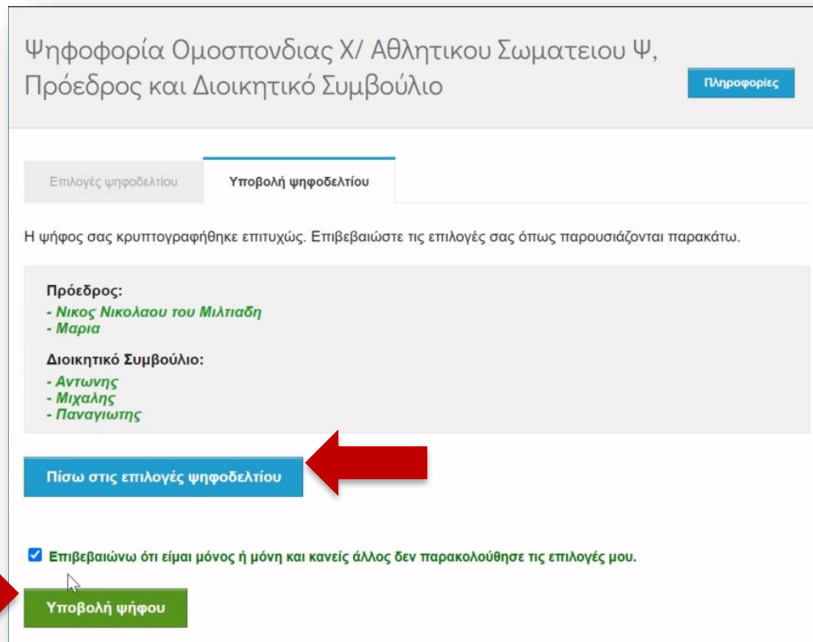 Ψηφοφορία Ομοσπονδιας Χ/ Αθλητικου Σωματειου Ψ,
Πρόεδρος και Διοικητικό Συμβούλιο
Πληροφορίες
Επιλογές ψηφοδελτίου
Υποβολή ψηφοδελτίου
Η ψήφος σας κρυπτογραφήθηκε επιτυχώς. Επιβεβαιώστε τις επιλογές σας όπως παρουσιάζονται παρακάτω.
Πρόεδρος:
- Νικος Νικολαου του Μιλτιαδη
- Μαρια
Διοικητικό Συμβούλιο:
- Αντωνης
- Μιχαλης
- Παναγιωτης
Πίσω στις επιλογές ψηφοδελτίου
Επιβεβαιώνω ότι είμαι μόνος ή μόνη και κανείς άλλος δεν παρακολούθησε τις επιλογές μου.
Υποβολή ψήφου